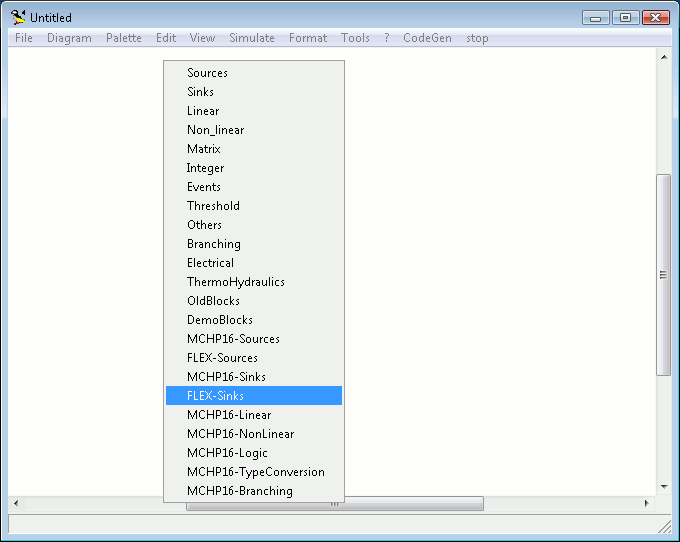 Untitled
File Diagram Palette Edit View Simulate Format Tools ? CodeGen stop
Sources
Sinks
Linear
Non_linear
Matrix
Integer
Events
Threshold
Others
Branching
Electrical
ThermoHydraulics
OldBlocks
DemoBlocks
MCHP16-Sources
FLEX-Sources
MCHP16-Sinks
FLEX-Sinks
MCHP16-Linear
MCHP16-NonLinear
MCHP16-Logic
MCHP16-TypeConversion
MCHP16-Branching